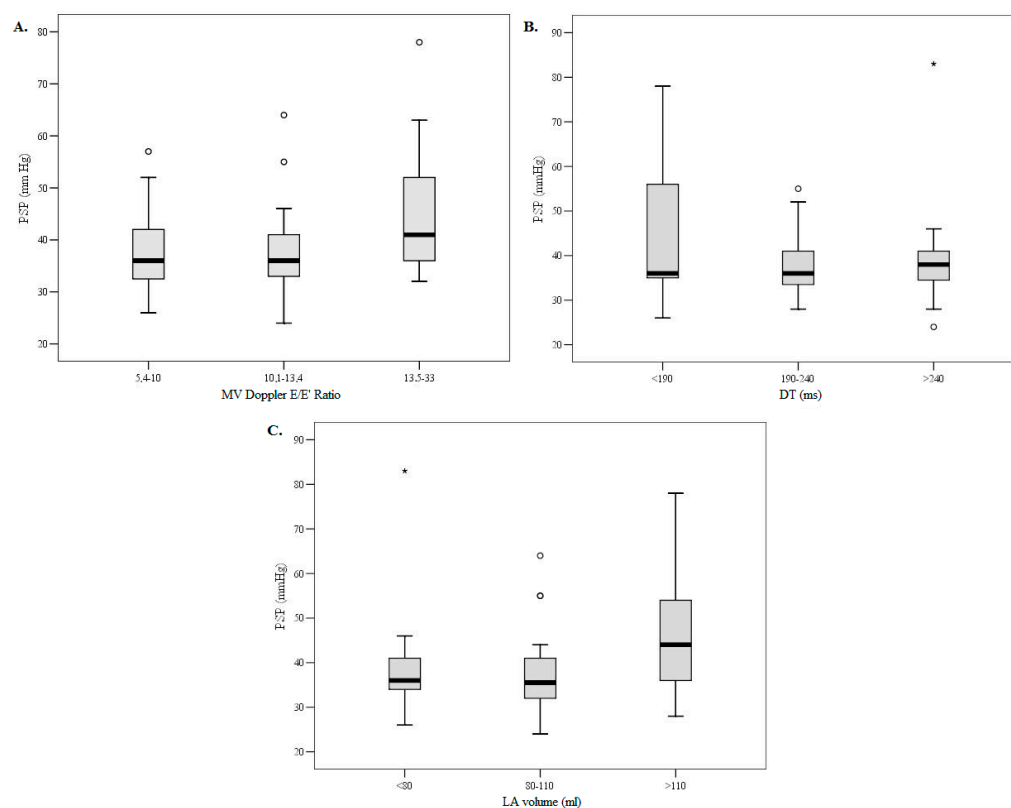 A.
80
70
60
50
40
30
20
PSP (mm Hg)
5,4-10 10,1-13,4 13,5-33
MV Doppler E/E' Ratio
B.
90
80
70
60
50
40
30
20
PSP (mmHg)
<190 190-240 >240
DT (ms)
C.
90
80
70
60
50
40
30
20
PSP (mmHg)
<80 80-110 >110
LA volume (ml)